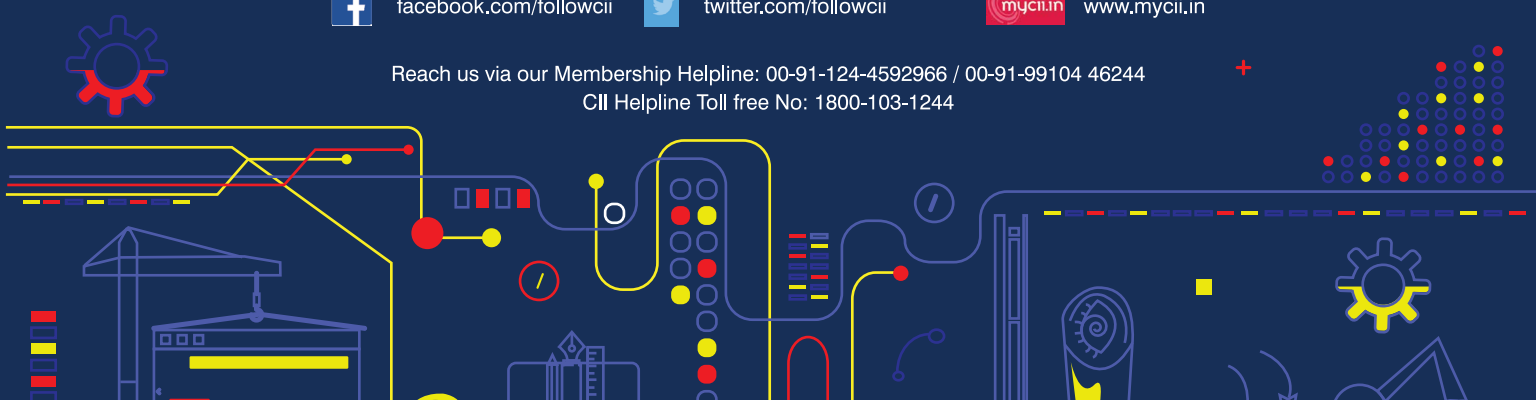 facebook.com/followcii twitter.com/followcii mycii.in www.mycii.in
Reach us via our Membership Helpline: 00-91-124-4592966 / 00-91-99104 46244
CII Helpline Toll free No: 1800-103-1244